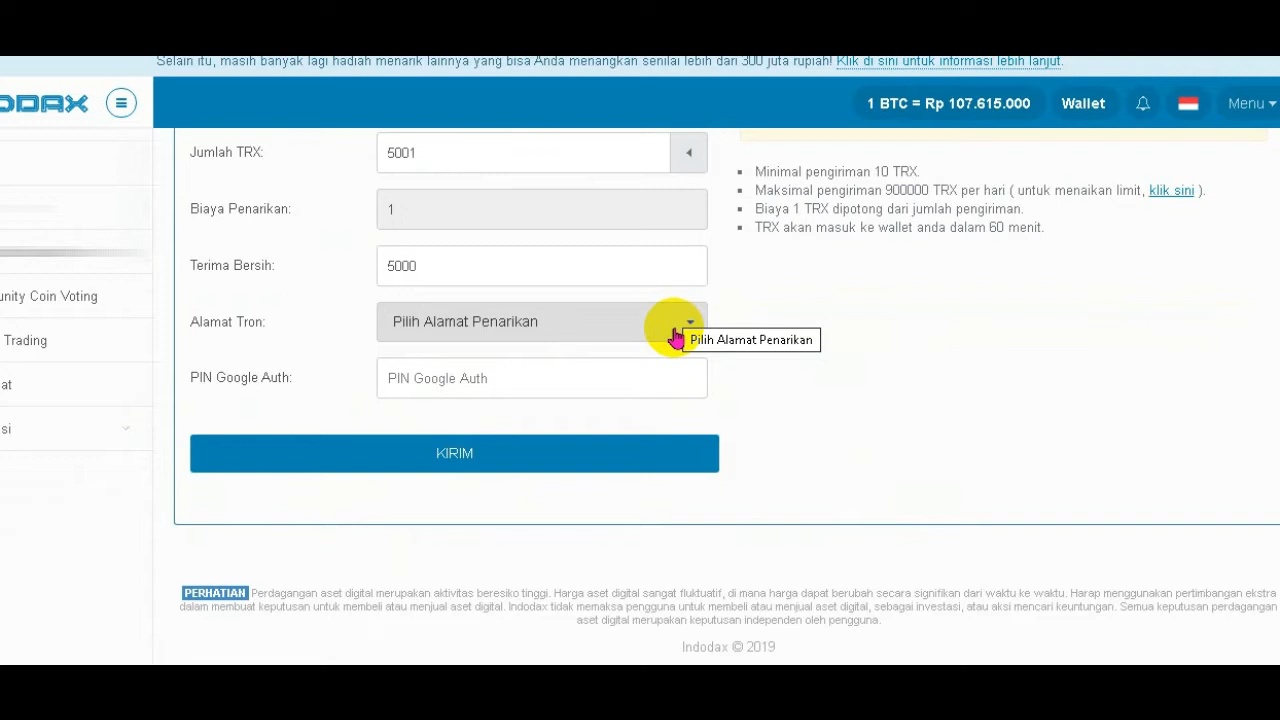 Selain itu, masih banyak lagi hadiah menarik lainnya yang bisa Anda menangkan senilai lebih dari 300 juta rupiah! Klik di sini untuk informasi lebih lanjut.
ODAX 1 BTC = Rp 107.615.000 Wallet Menu
Jumlah TRX: 5001
Biaya Penarikan: 1
Terima Bersih: 5000
Alamat Tron: Pilih Alamat Penarikan
Pilih Alamat Penarikan
PIN Google Auth: PIN Google Auth
KIRIM
Minimal pengiriman 10 TRX.
Maksimal pengiriman 900000 TRX per hari ( untuk menaikan limit, klik sini ).
Biaya 1 TRX dipotong dari jumlah pengiriman.
TRX akan masuk ke wallet anda dalam 60 menit.
unity Coin Voting
Trading
at
si
PERHATIAN Perdagangan aset digital merupakan aktivitas beresiko tinggi. Harga aset digital sangat fluktuatif, di mana harga dapat berubah secara signifikan dari waktu ke waktu. Harap menggunakan pertimbangan ekstra
dalam membuat keputusan untuk membeli atau menjual aset digital. Indodax tidak memaksa pengguna untuk membeli atau menjual aset digital, sebagai investasi, atau aksi mencari keuntungan. Semua keputusan perdagangan
aset digital merupakan keputusan independen oleh pengguna.
Indodax © 2019